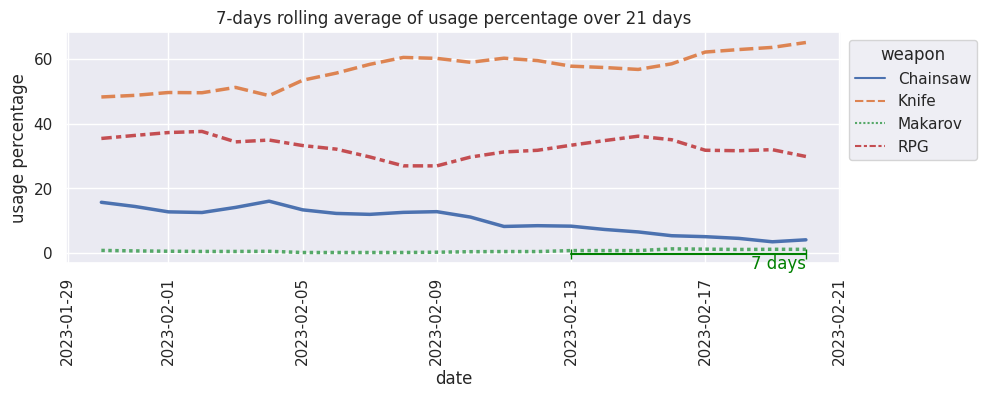 7-days rolling average of usage percentage over 21 days
usage percentage
60
40
20
0
7 days
2023-01-29
2023-02-01
2023-02-05
2023-02-09
2023-02-13
2023-02-17
2023-02-21
date
weapon
Chainsaw
Knife
Makarov
RPG